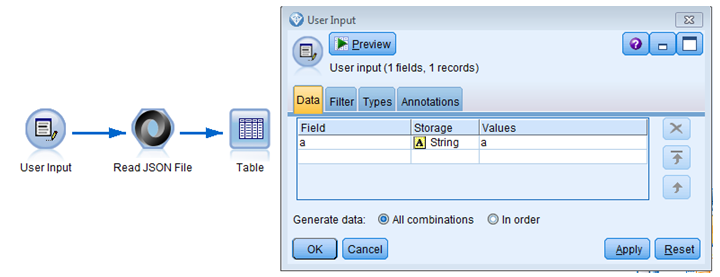 User Input
Read JSON File
Table
User Input
Preview
?
User input (1 fields, 1 records)
Data Filter Types Annotations
Field Storage Values
a A String a
Generate data: All combinations In order
OK Cancel Apply Reset